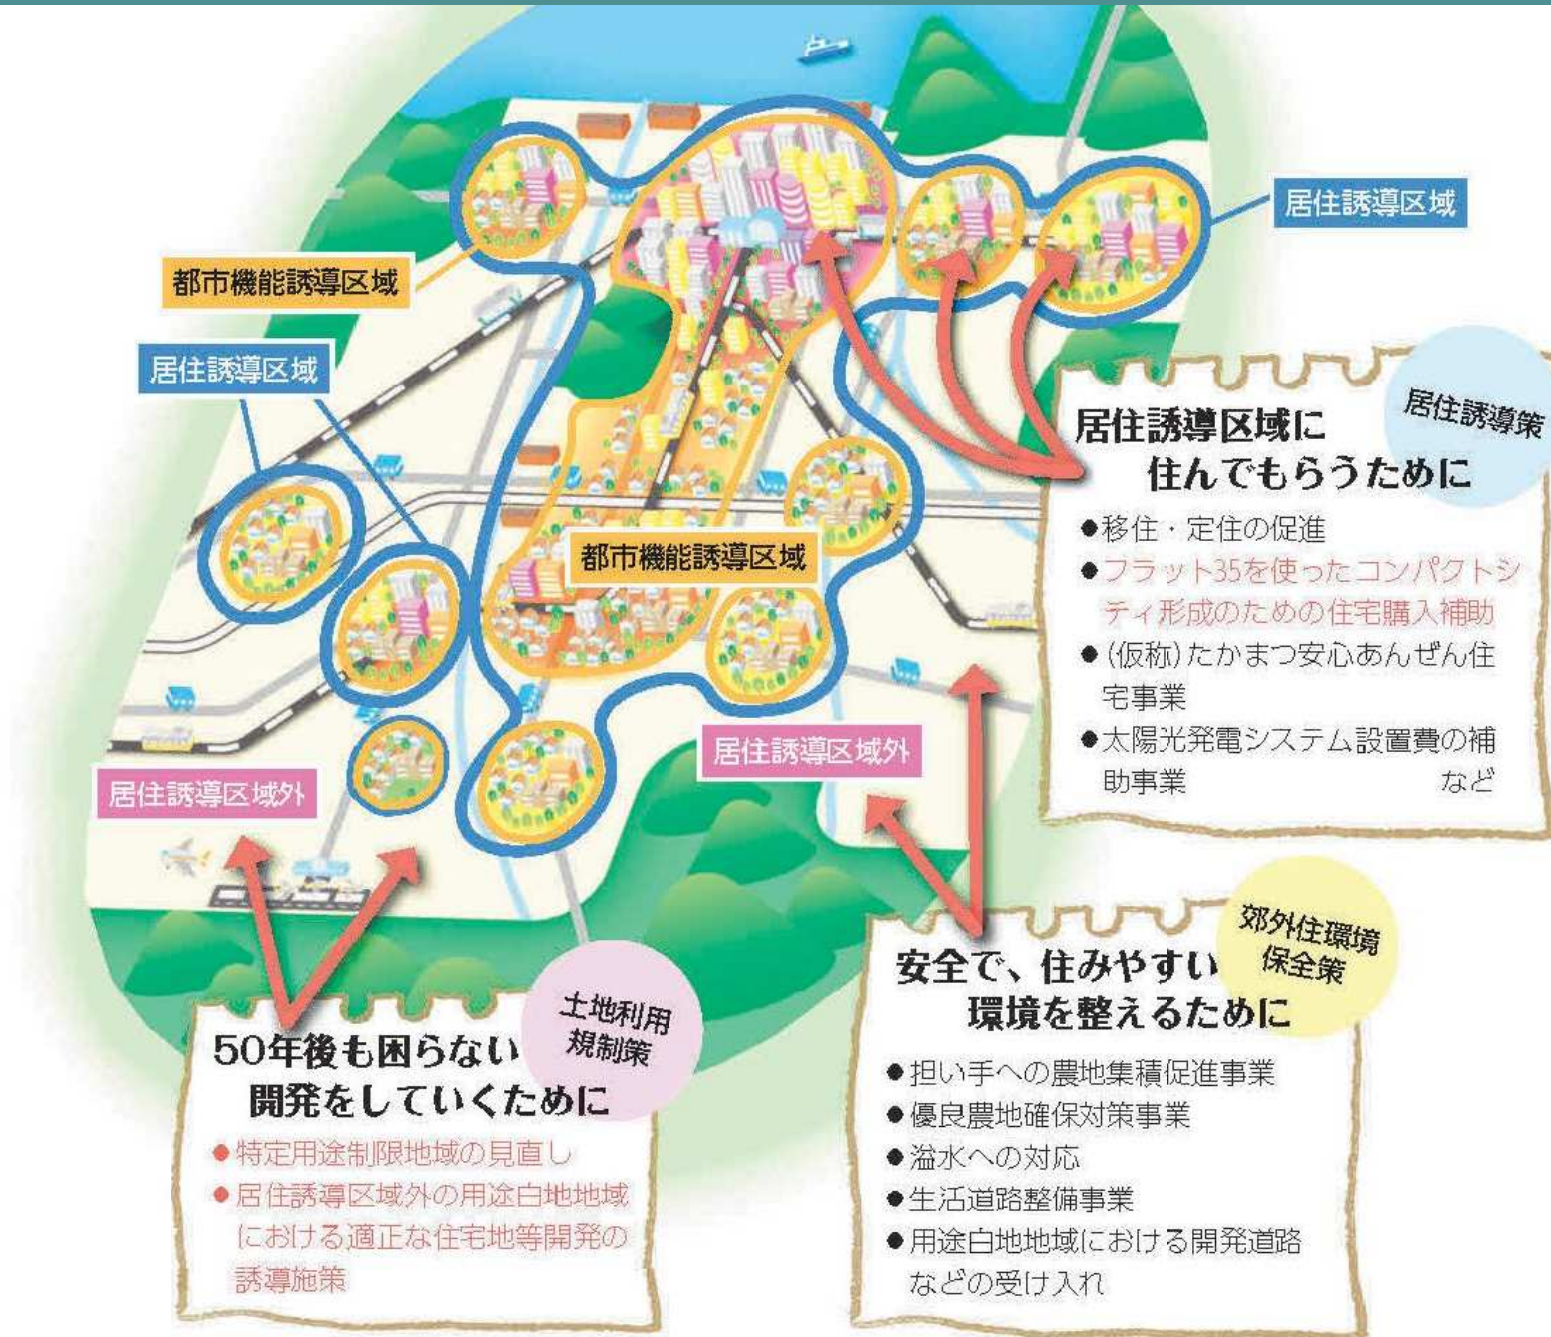 居住誘導区域
都市機能誘導区域
居住誘導区域
都市機能誘導区域
居住誘導区域外
居住誘導区域外
居住誘導策
居住誘導区域に
住んでもらうために
●移住・定住の促進
●フラット35を使ったコンパクトシ
ティ形成のための住宅購入補助
●(仮称)たかまつ安心あんぜん住
宅事業
●太陽光発電システム設置費の補
助事業 など
郊外住環境
保全策
安全で、住みやすい
環境を整えるために
●担い手への農地集積促進事業
●優良農地確保対策事業
●溢水への対応
●生活道路整備事業
●用途白地地域における開発道路
などの受け入れ
土地利用
規制策
50年後も困らない
開発をしていくために
●特定用途制限地域の見直し
●居住誘導区域外の用途白地地域
における適正な住宅地等開発の
誘導施策